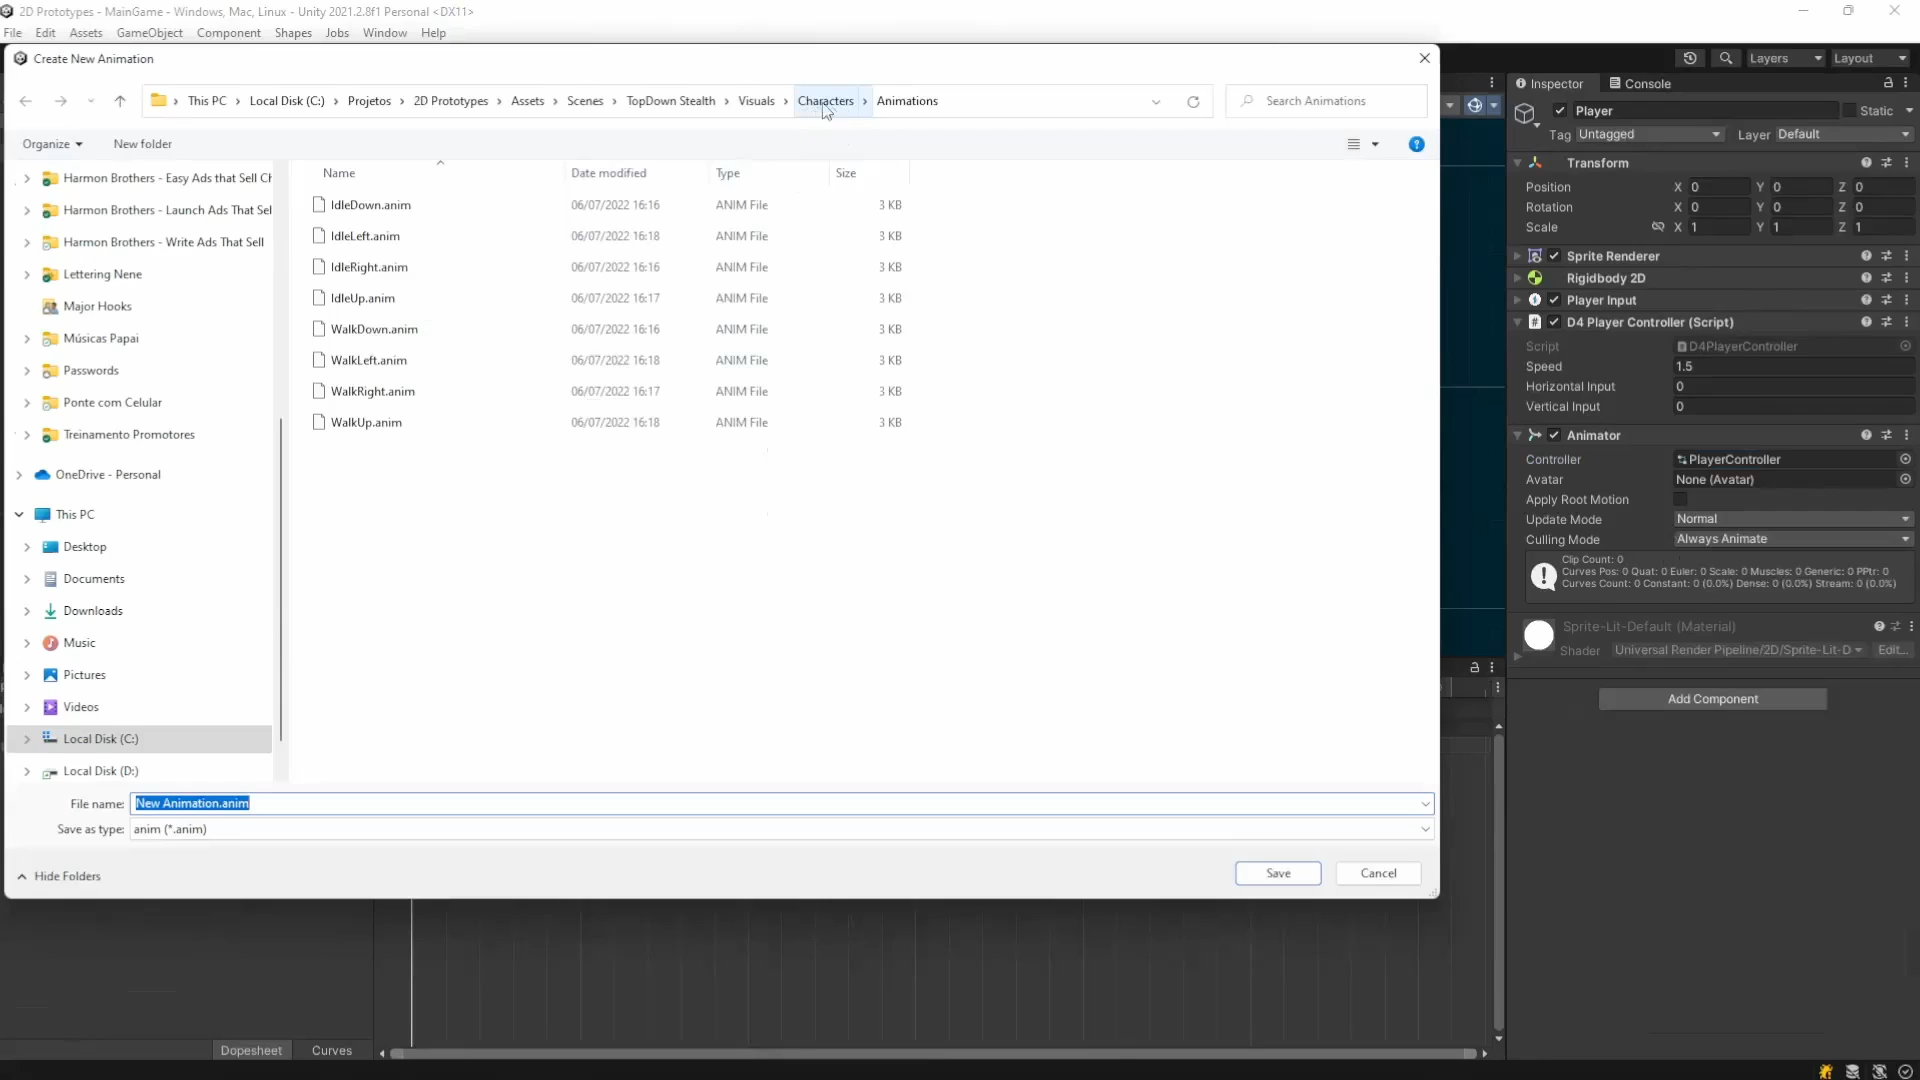 2D Prototypes - MainGame - Windows, Mac, Linux - Unity 2021.2.8f1 Personal <DX11>
File Edit Assets GameObject Component Shapes Jobs Window Help
Layers Layout
Create New Animation
This PC Local Disk (C:) Projetos 2D Prototypes Assets Scenes TopDown Stealth Visuals Characters Animations
Search Animations
Organize New folder
Harmon Brothers - Easy Ads that Sell Ch
Harmon Brothers - Launch Ads That Sel
Harmon Brothers - Write Ads That Sell
Lettering Nene
Major Hooks
Músicas Papai
Passwords
Ponte com Celular
Treinamento Promotores
OneDrive - Personal
This PC
Desktop
Documents
Downloads
Music
Pictures
Videos
Local Disk (C:)
Local Disk (D:)
Name Date modified Type Size
IdleDown.anim 06/07/2022 16:16 ANIM File 3 KB
IdleLeft.anim 06/07/2022 16:18 ANIM File 3 KB
IdleRight.anim 06/07/2022 16:16 ANIM File 3 KB
IdleUp.anim 06/07/2022 16:17 ANIM File 3 KB
WalkDown.anim 06/07/2022 16:16 ANIM File 3 KB
WalkLeft.anim 06/07/2022 16:18 ANIM File 3 KB
WalkRight.anim 06/07/2022 16:17 ANIM File 3 KB
WalkUp.anim 06/07/2022 16:18 ANIM File 3 KB
File name: New Animation.anim
Save as type: anim (*.anim)
Hide Folders
Save Cancel
Dopesheet Curves
Inspector Console
Player Static
Tag Untagged Layer Default
Transform
Position X 0 Y 0 Z 0
Rotation X 0 Y 0 Z 0
Scale X 1 Y 1 Z 1
Sprite Renderer
Rigidbody 2D
Player Input
D4 Player Controller (Script)
Script D4PlayerController
Speed 1.5
Horizontal Input 0
Vertical Input 0
Animator
Controller PlayerController
Avatar None (Avatar)
Apply Root Motion
Update Mode Normal
Culling Mode Always Animate
Clip Count: 0
Curves Pos: 0 Quat: 0 Euler: 0 Scale: 0 Muscles: 0 Generic: 0 PPtr: 0
Curves Count: 0 Constant: 0 (0.0%) Dense: 0 (0.0%) Stream: 0 (0.0%)
Sprite-Lit-Default (Material)
Shader Universal Render Pipeline/2D/Sprite-Lit-D Edit...
Add Component